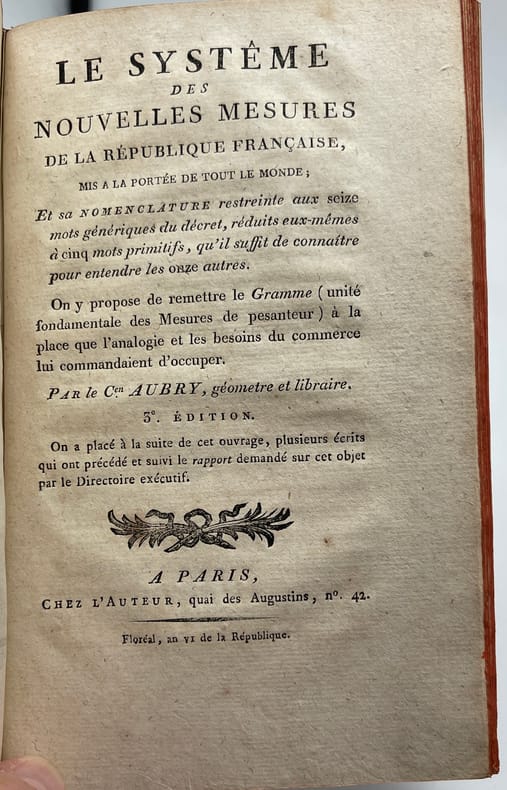 LE SYSTÊME
DES
NOUVELLES MESURES
DE LA RÉPUBLIQUE FRANÇAISE,
MIS A LA PORTÉE DE TOUT LE MONDE;
Et sa NOMENCLATURE restreinte aux seize
mots génériques du décret, réduits eux-mêmes
à cinq mots primitifs, qu'il suffit de connaître
pour entendre les onze autres.
On y propose de remettre le Gramme (unité
fondamentale des Mesures de pesanteur) à la
place que l'analogie et les besoins du commerce
lui commandaient d'occuper.
PAR le C.en AUBRY, géometre et libraire.
3e. ÉDITION.
On a placé à la suite de cet ouvrage, plusieurs écrits
qui ont précédé et suivi le rapport demandé sur cet objet
par le Directoire exécutif.
A PARIS,
CHEZ L'AUTEUR, quai des Augustins, no. 42.
Floréal, an VI de la République.